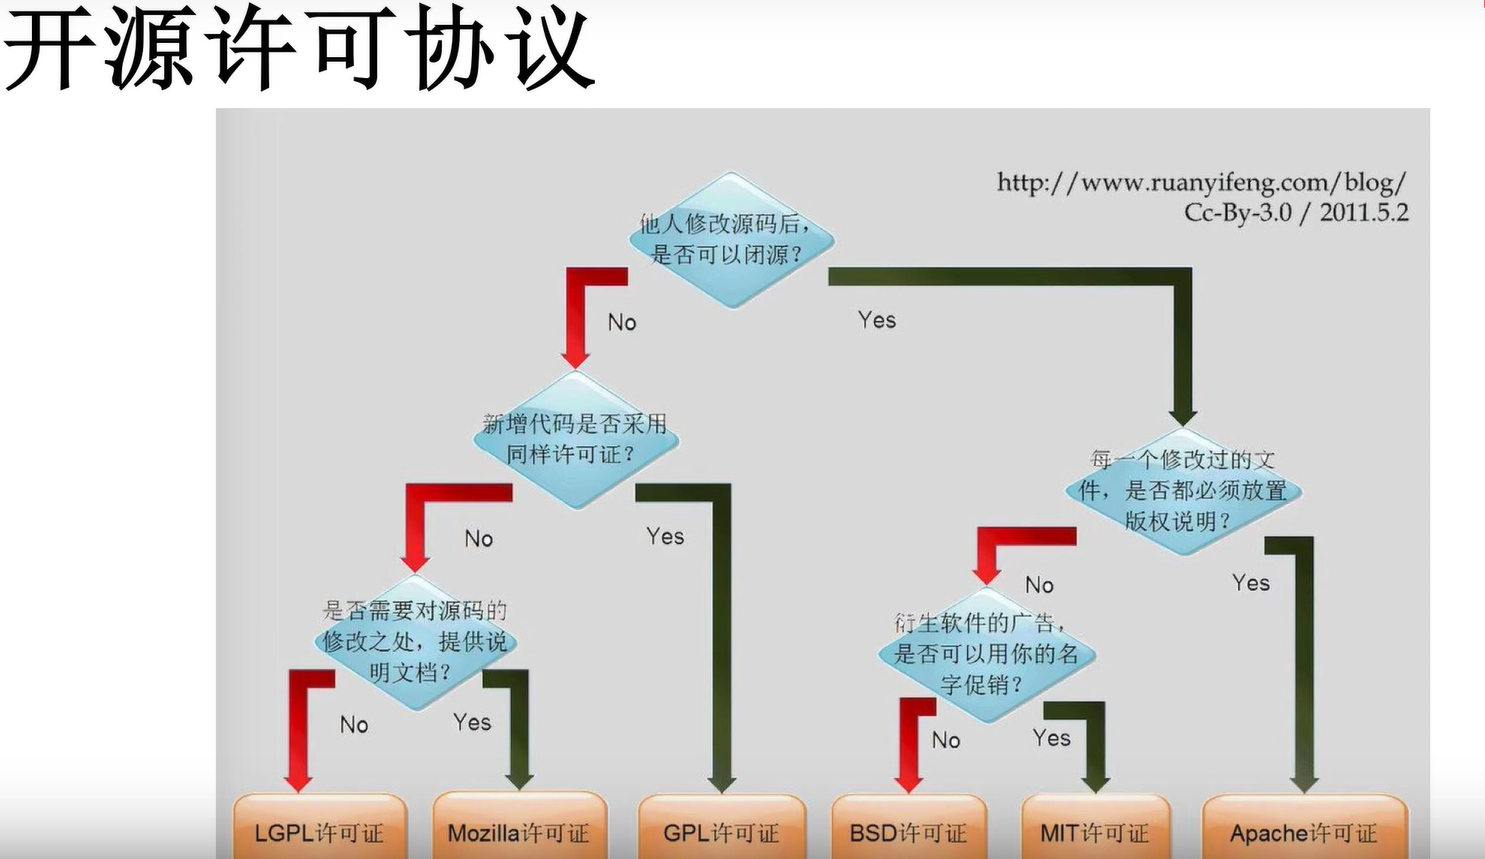 开源许可协议
http://www.ruanyifeng.com/blog/
Cc-By-3.0 / 2011.5.2
他人修改源码后，
是否可以闭源？
No
Yes
新增代码是否采用
同样许可证？
每一个修改过的文
件，是否都必须放置
版权说明？
No
Yes
No
Yes
是否需要对源码的
修改之处，提供说
明文档？
衍生软件的广告，
是否可以用你的名
字促销？
No
Yes
No
Yes
LGPL许可证
Mozilla许可证
GPL许可证
BSD许可证
MIT许可证
Apache许可证